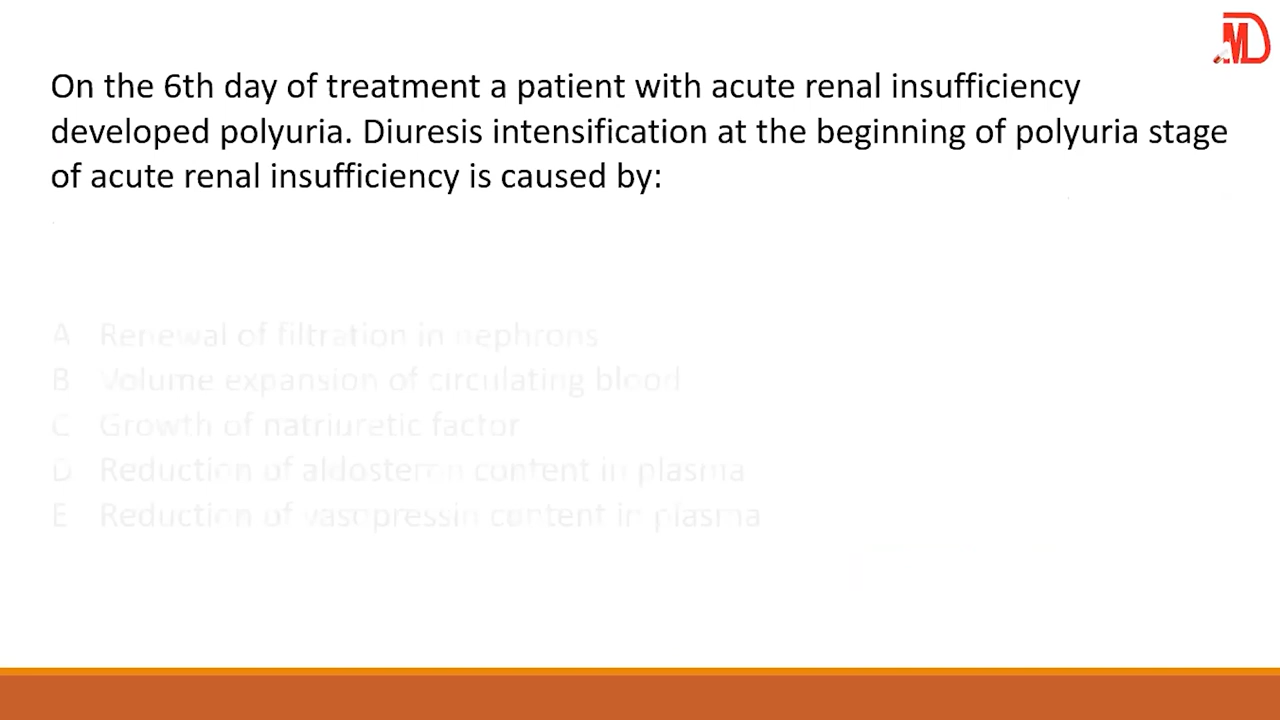 MD
On the 6th day of treatment a patient with acute renal insufficiency
developed polyuria. Diuresis intensification at the beginning of polyuria stage
of acute renal insufficiency is caused by:
A Renewal of filtration in nephrons
B Volume expansion of circulating blood
C Growth of natriuretic factor
D Reduction of aldosteron content in plasma
E Reduction of vasopressin content in plasma